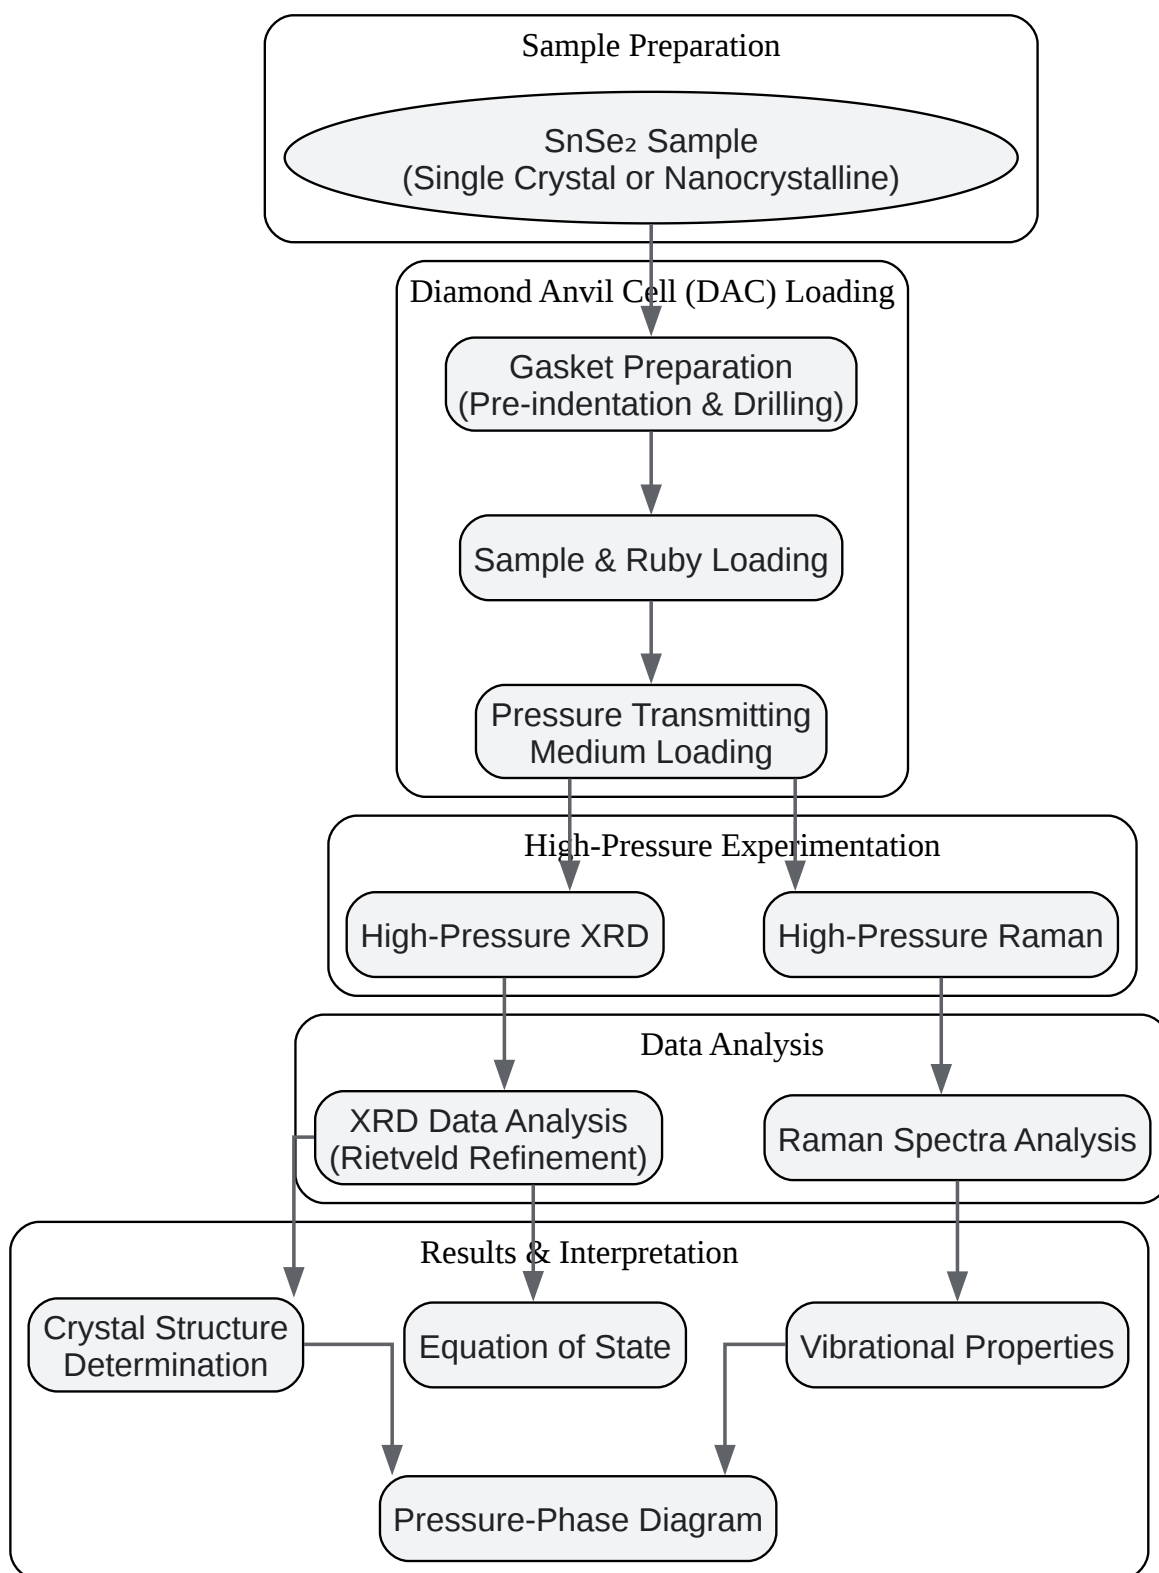 Sample Preparation
SnSe₂ Sample
(Single Crystal or Nanocrystalline)
Diamond Anvil Cell (DAC) Loading
Gasket Preparation
(Pre-indentation & Drilling)
Sample & Ruby Loading
Pressure Transmitting
Medium Loading
High-Pressure Experimentation
High-Pressure XRD
High-Pressure Raman
Data Analysis
XRD Data Analysis
(Rietveld Refinement)
Raman Spectra Analysis
Results & Interpretation
Crystal Structure
Determination
Equation of State
Vibrational Properties
Pressure-Phase Diagram